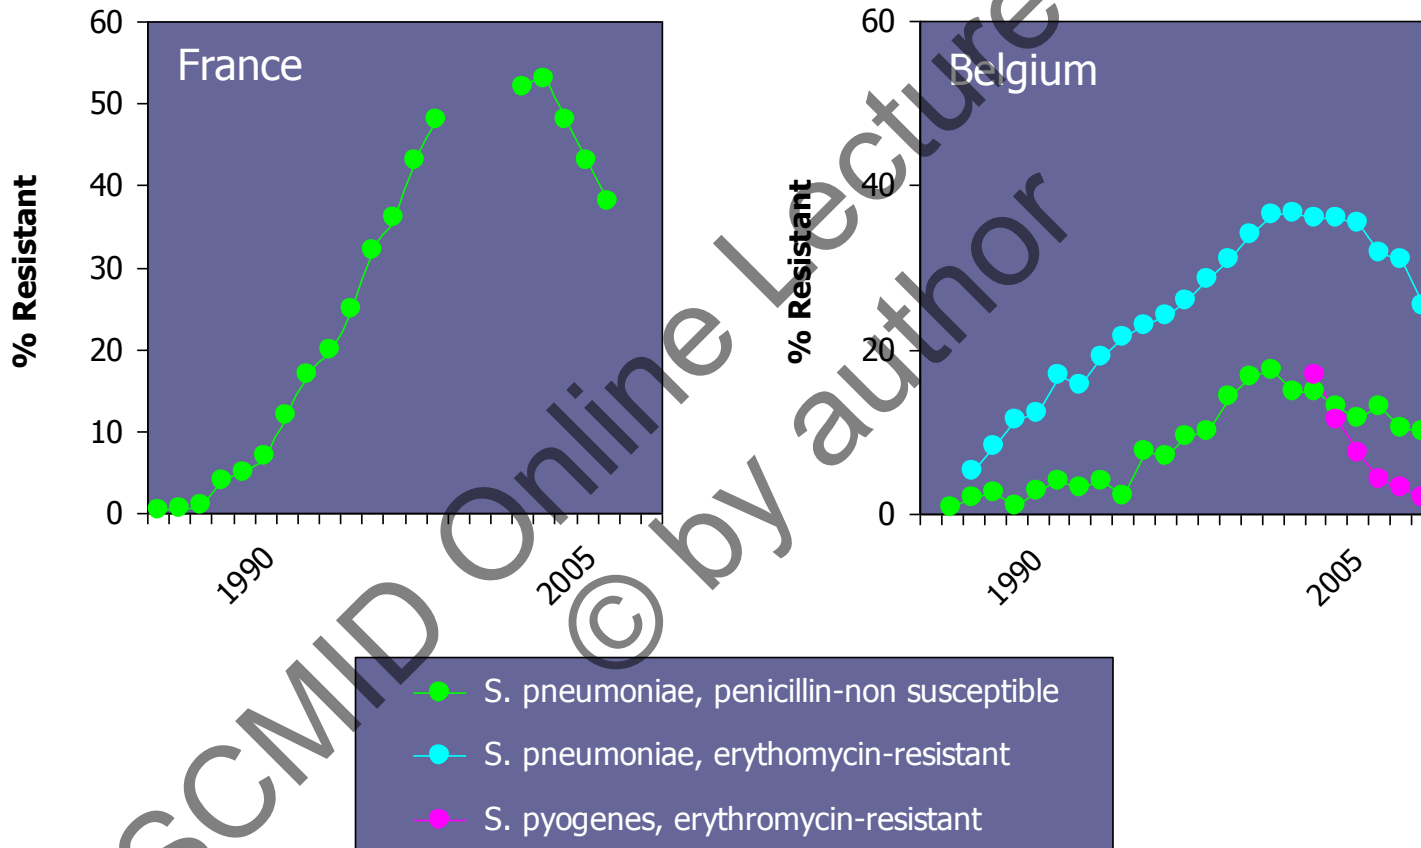 France
% Resistant
60
50
40
30
20
10
0
1990
2005
Belgium
% Resistant
60
40
20
0
1990
2005
S. pneumoniae, penicillin-non susceptible
S. pneumoniae, erythomycin-resistant
S. pyogenes, erythromycin-resistant
SCMID Online Lecture
© by author